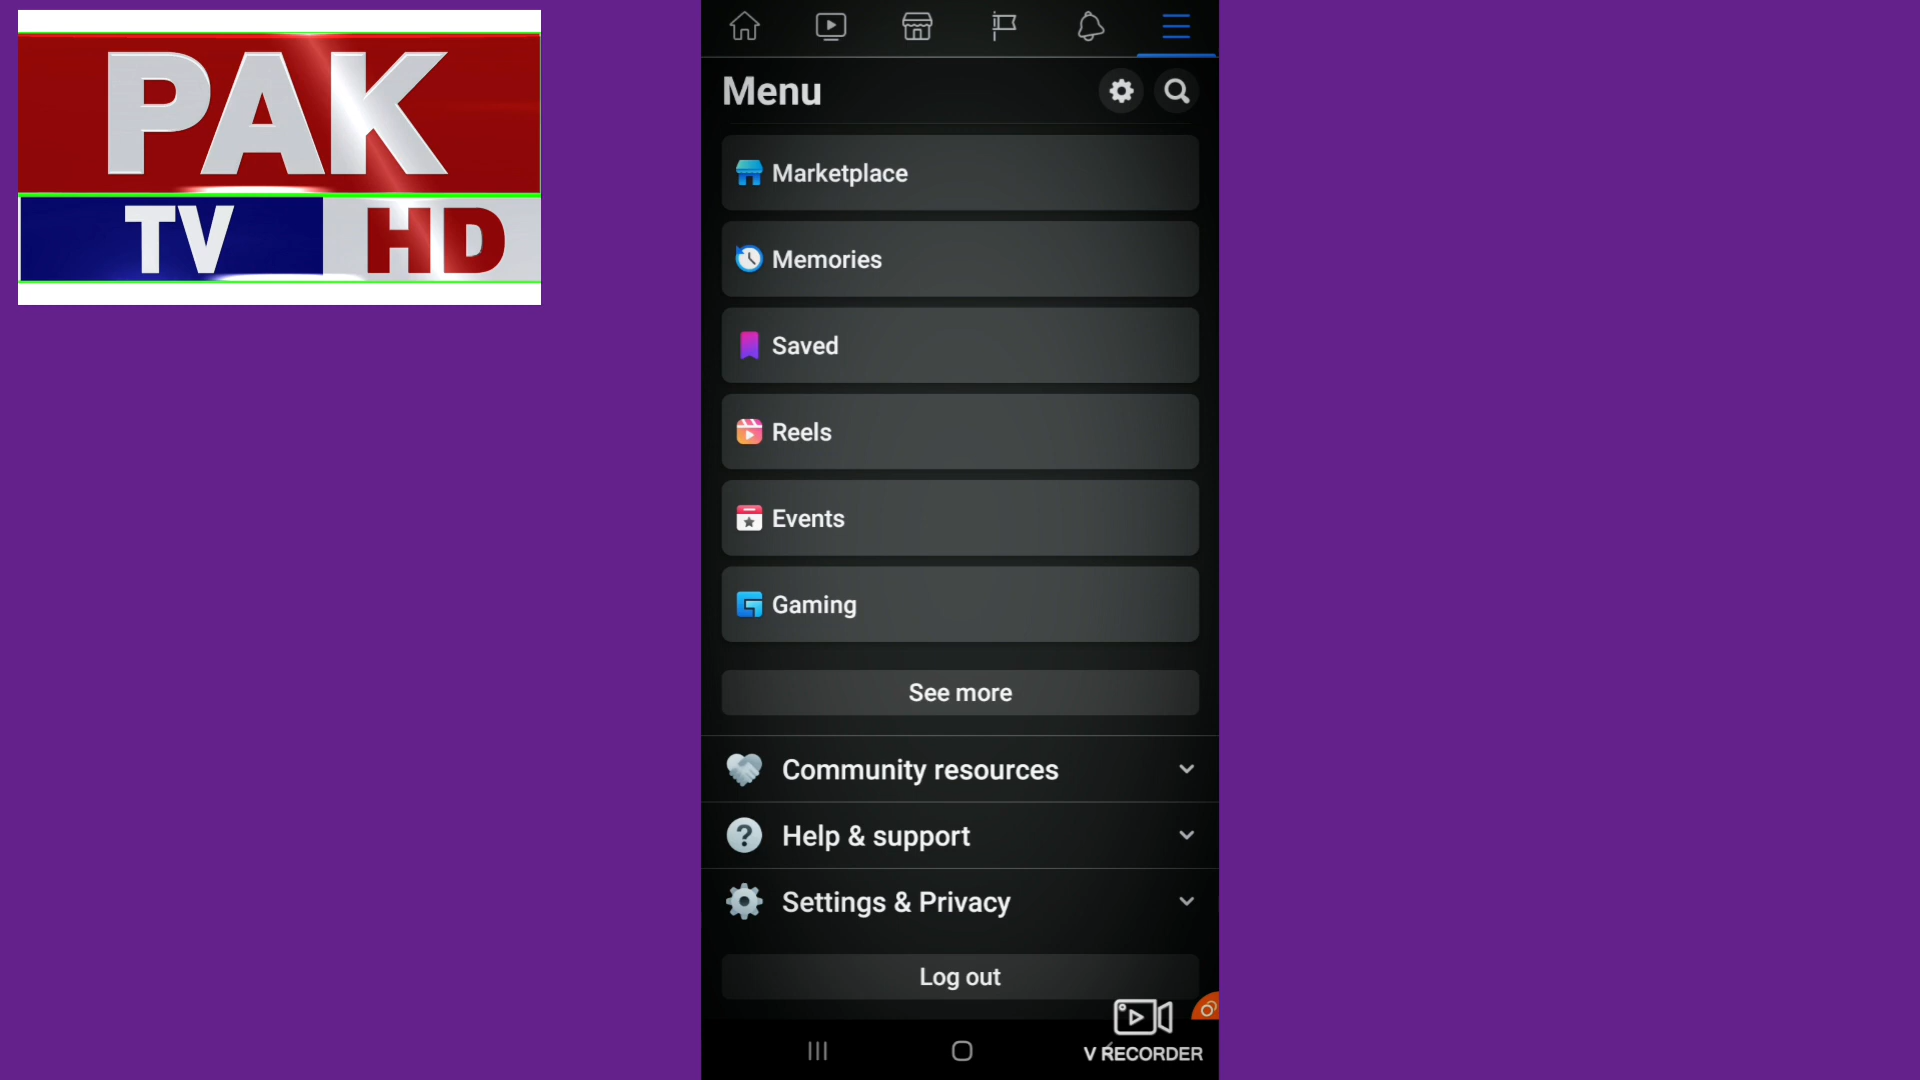 PAK
TV HD
Menu
Marketplace
Memories
Saved
Reels
Events
Gaming
See more
Community resources
Help & support
Settings & Privacy
Log out
V RECORDER